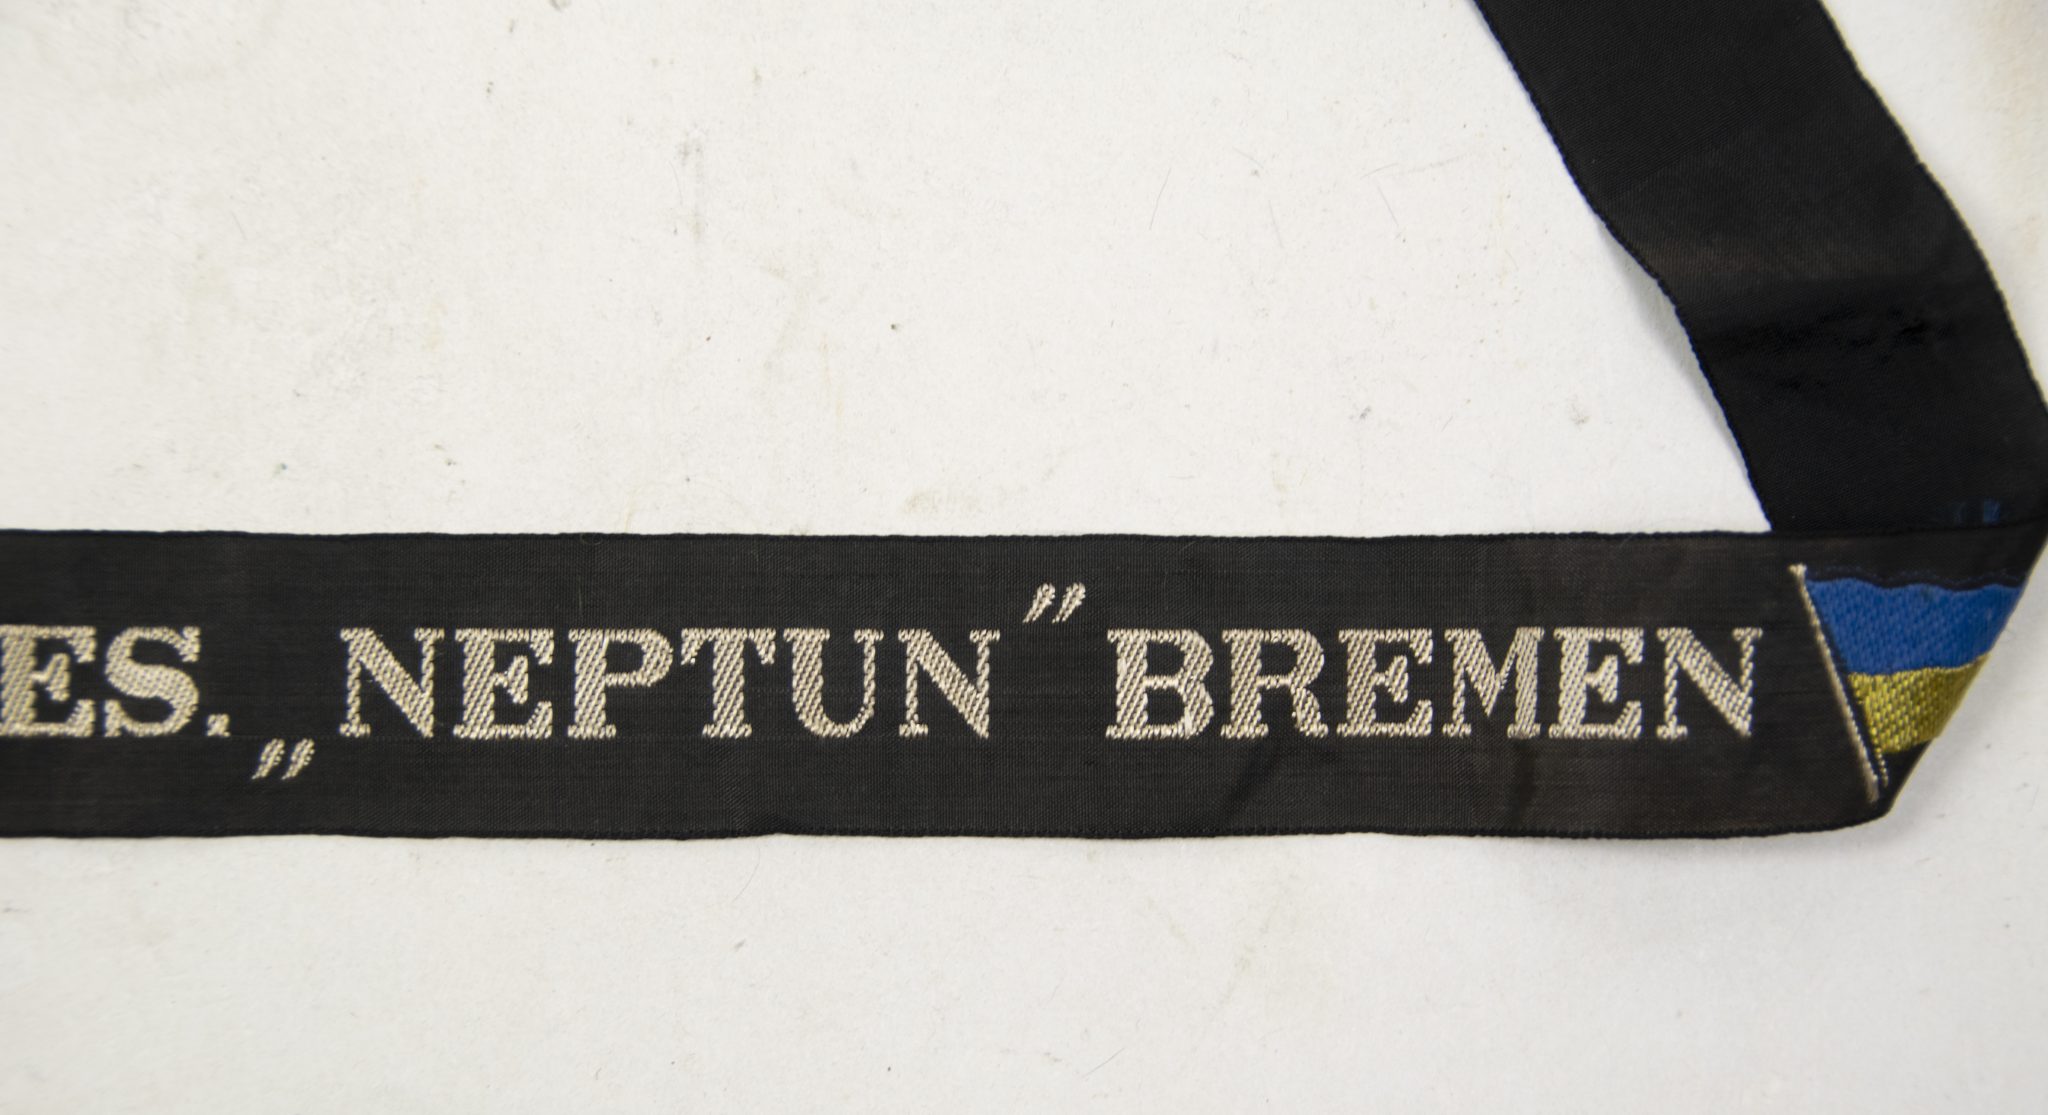 ES. „NEPTUN” BREMEN